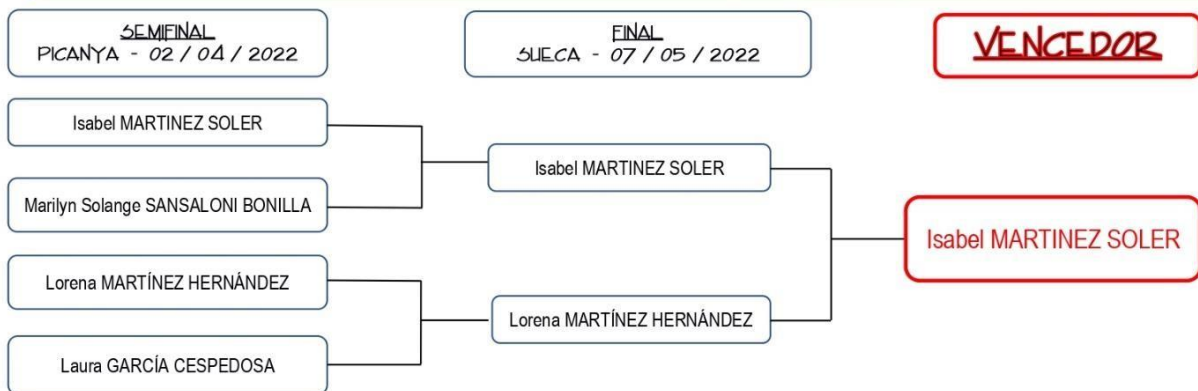 SEMIFINAL
PICANYA - 02 / 04 / 2022
FINAL
SUECA - 07 / 05 / 2022
VENCEDOR
Isabel MARTINEZ SOLER
Marilyn Solange SANSALONI BONILLA
Lorena MARTÍNEZ HERNÁNDEZ
Laura GARCÍA CESPEDOSA
Isabel MARTINEZ SOLER
Lorena MARTÍNEZ HERNÁNDEZ
Isabel MARTINEZ SOLER